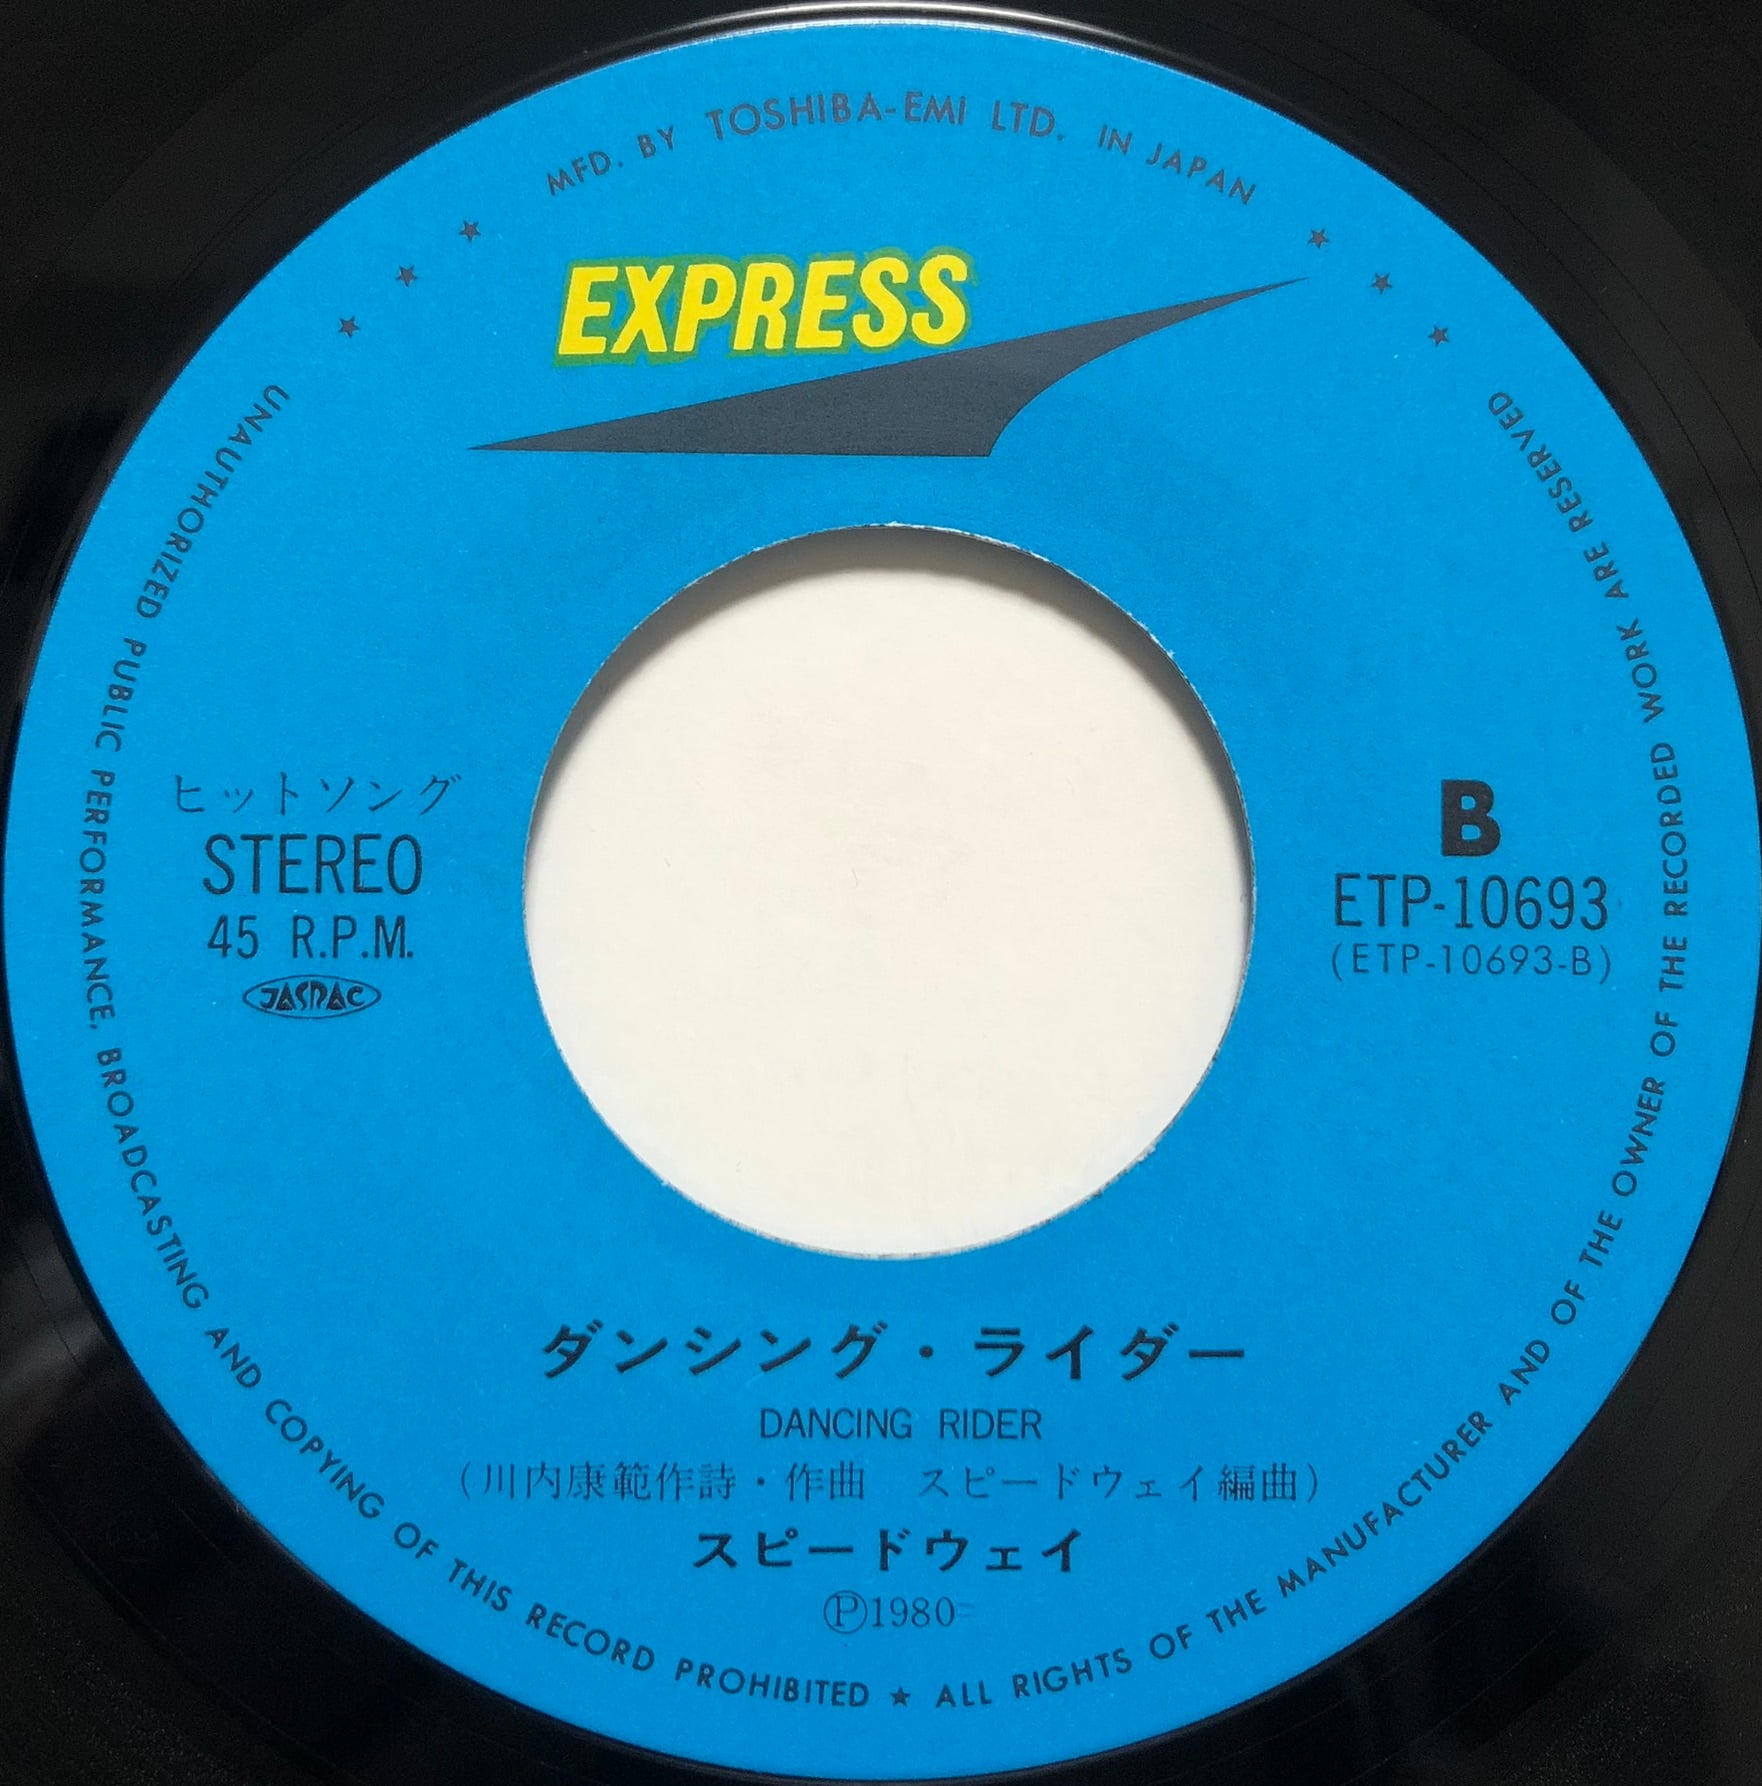 MFD. BY TOSHIBA-EMI LTD. IN JAPAN
EXPRESS
ヒットソング
STEREO
45 R.P.M.
JASRAC
B
ETP-10693
(ETP-10693-B)
ダンシング・ライダー
DANCING RIDER
(川内康範作詩・作曲 スピードウェイ編曲)
スピードウェイ
Ⓟ1980
UNAUTHORIZED PUBLIC PERFORMANCE, BROADCASTING AND COPYING OF THIS RECORD PROHIBITED ★ ALL RIGHTS OF THE MANUFACTURER AND OF THE OWNER OF THE RECORDED WORK ARE RESERVED